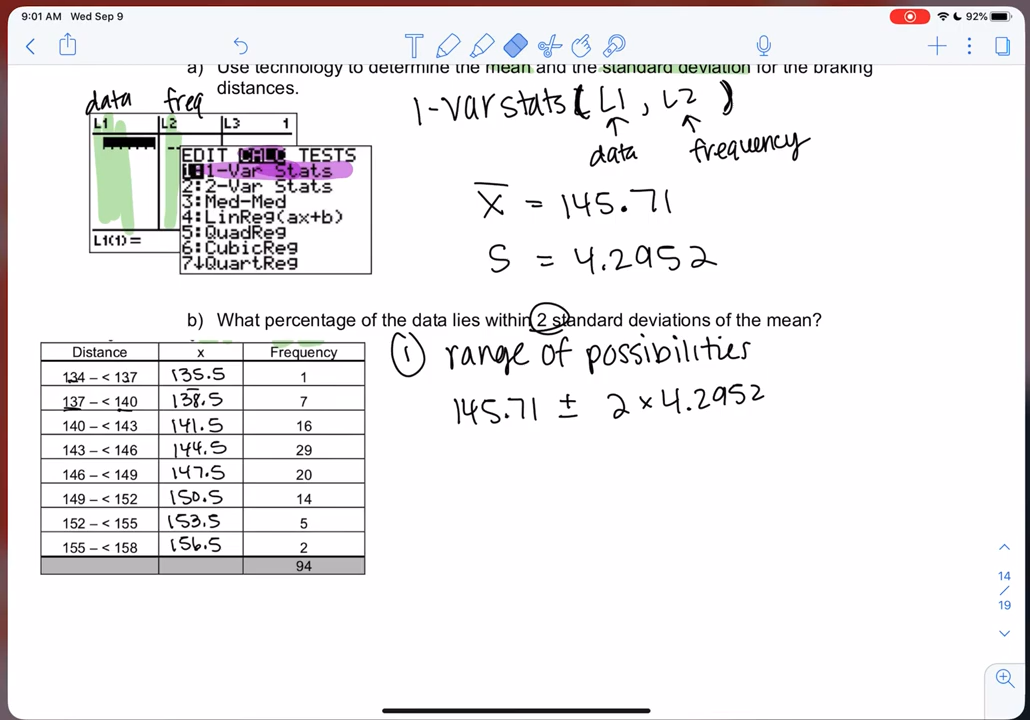 9:01 AM Wed Sep 9
92%
a) Use technology to determine the mean and the standard deviation for the braking
distances.
data freq
L1 L2 L3 1
L1(1) =
EDIT CALC TESTS
1:1-Var Stats
2:2-Var Stats
3:Med-Med
4:LinReg(ax+b)
5:QuadReg
6:CubicReg
7↓QuartReg
1-var stats (L1, L2)
data frequency
x̄ = 145.71
S = 4.2952
b) What percentage of the data lies within 2 standard deviations of the mean?
Distance x Frequency
134 – < 137 135.5 1
137 – < 140 138.5 7
140 – < 143 141.5 16
143 – < 146 144.5 29
146 – < 149 147.5 20
149 – < 152 150.5 14
152 – < 155 153.5 5
155 – < 158 156.5 2
94
① range of possibilities
145.71 ± 2 × 4.2952
14
/
19